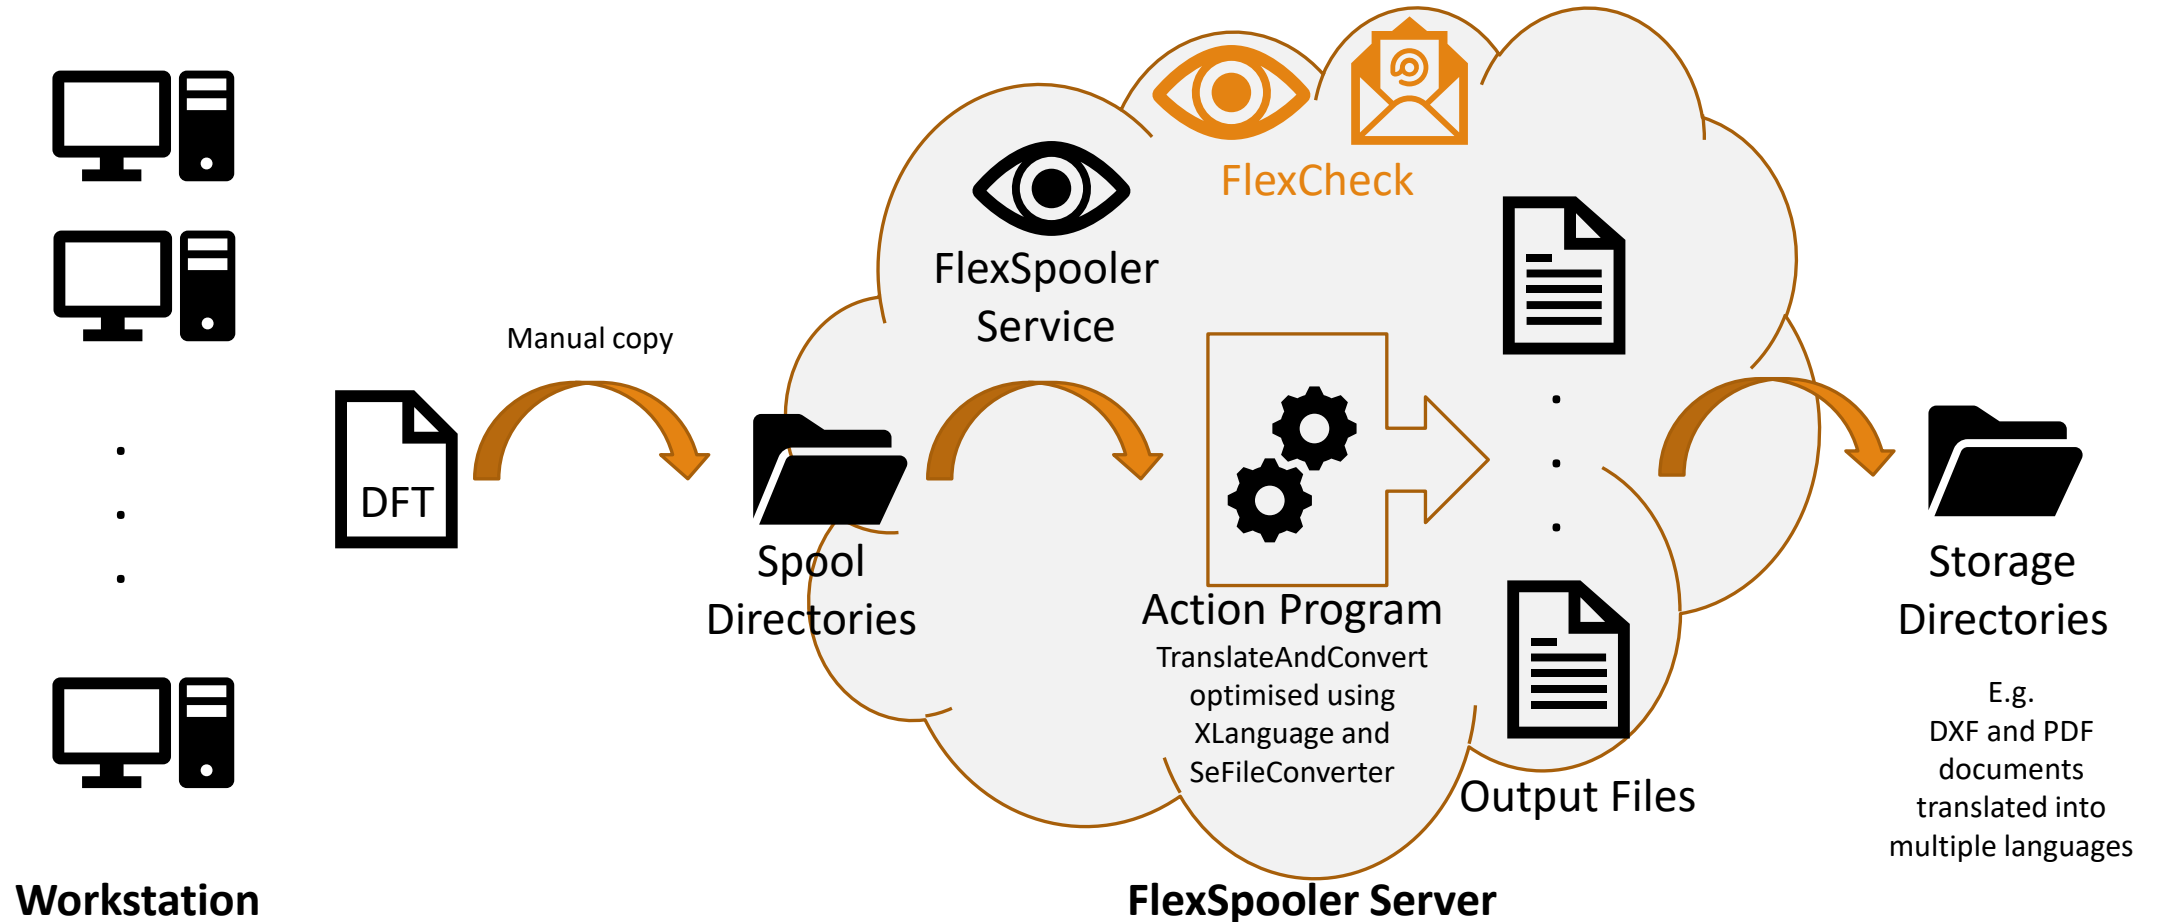 FlexCheck
FlexSpooler
Service
Manual copy
DFT
Spool
Directories
Action Program
TranslateAndConvert
optimised using
XLanguage and
SeFileConverter
Output Files
Storage
Directories
E.g.
DXF and PDF
documents
translated into
multiple languages
Workstation
FlexSpooler Server